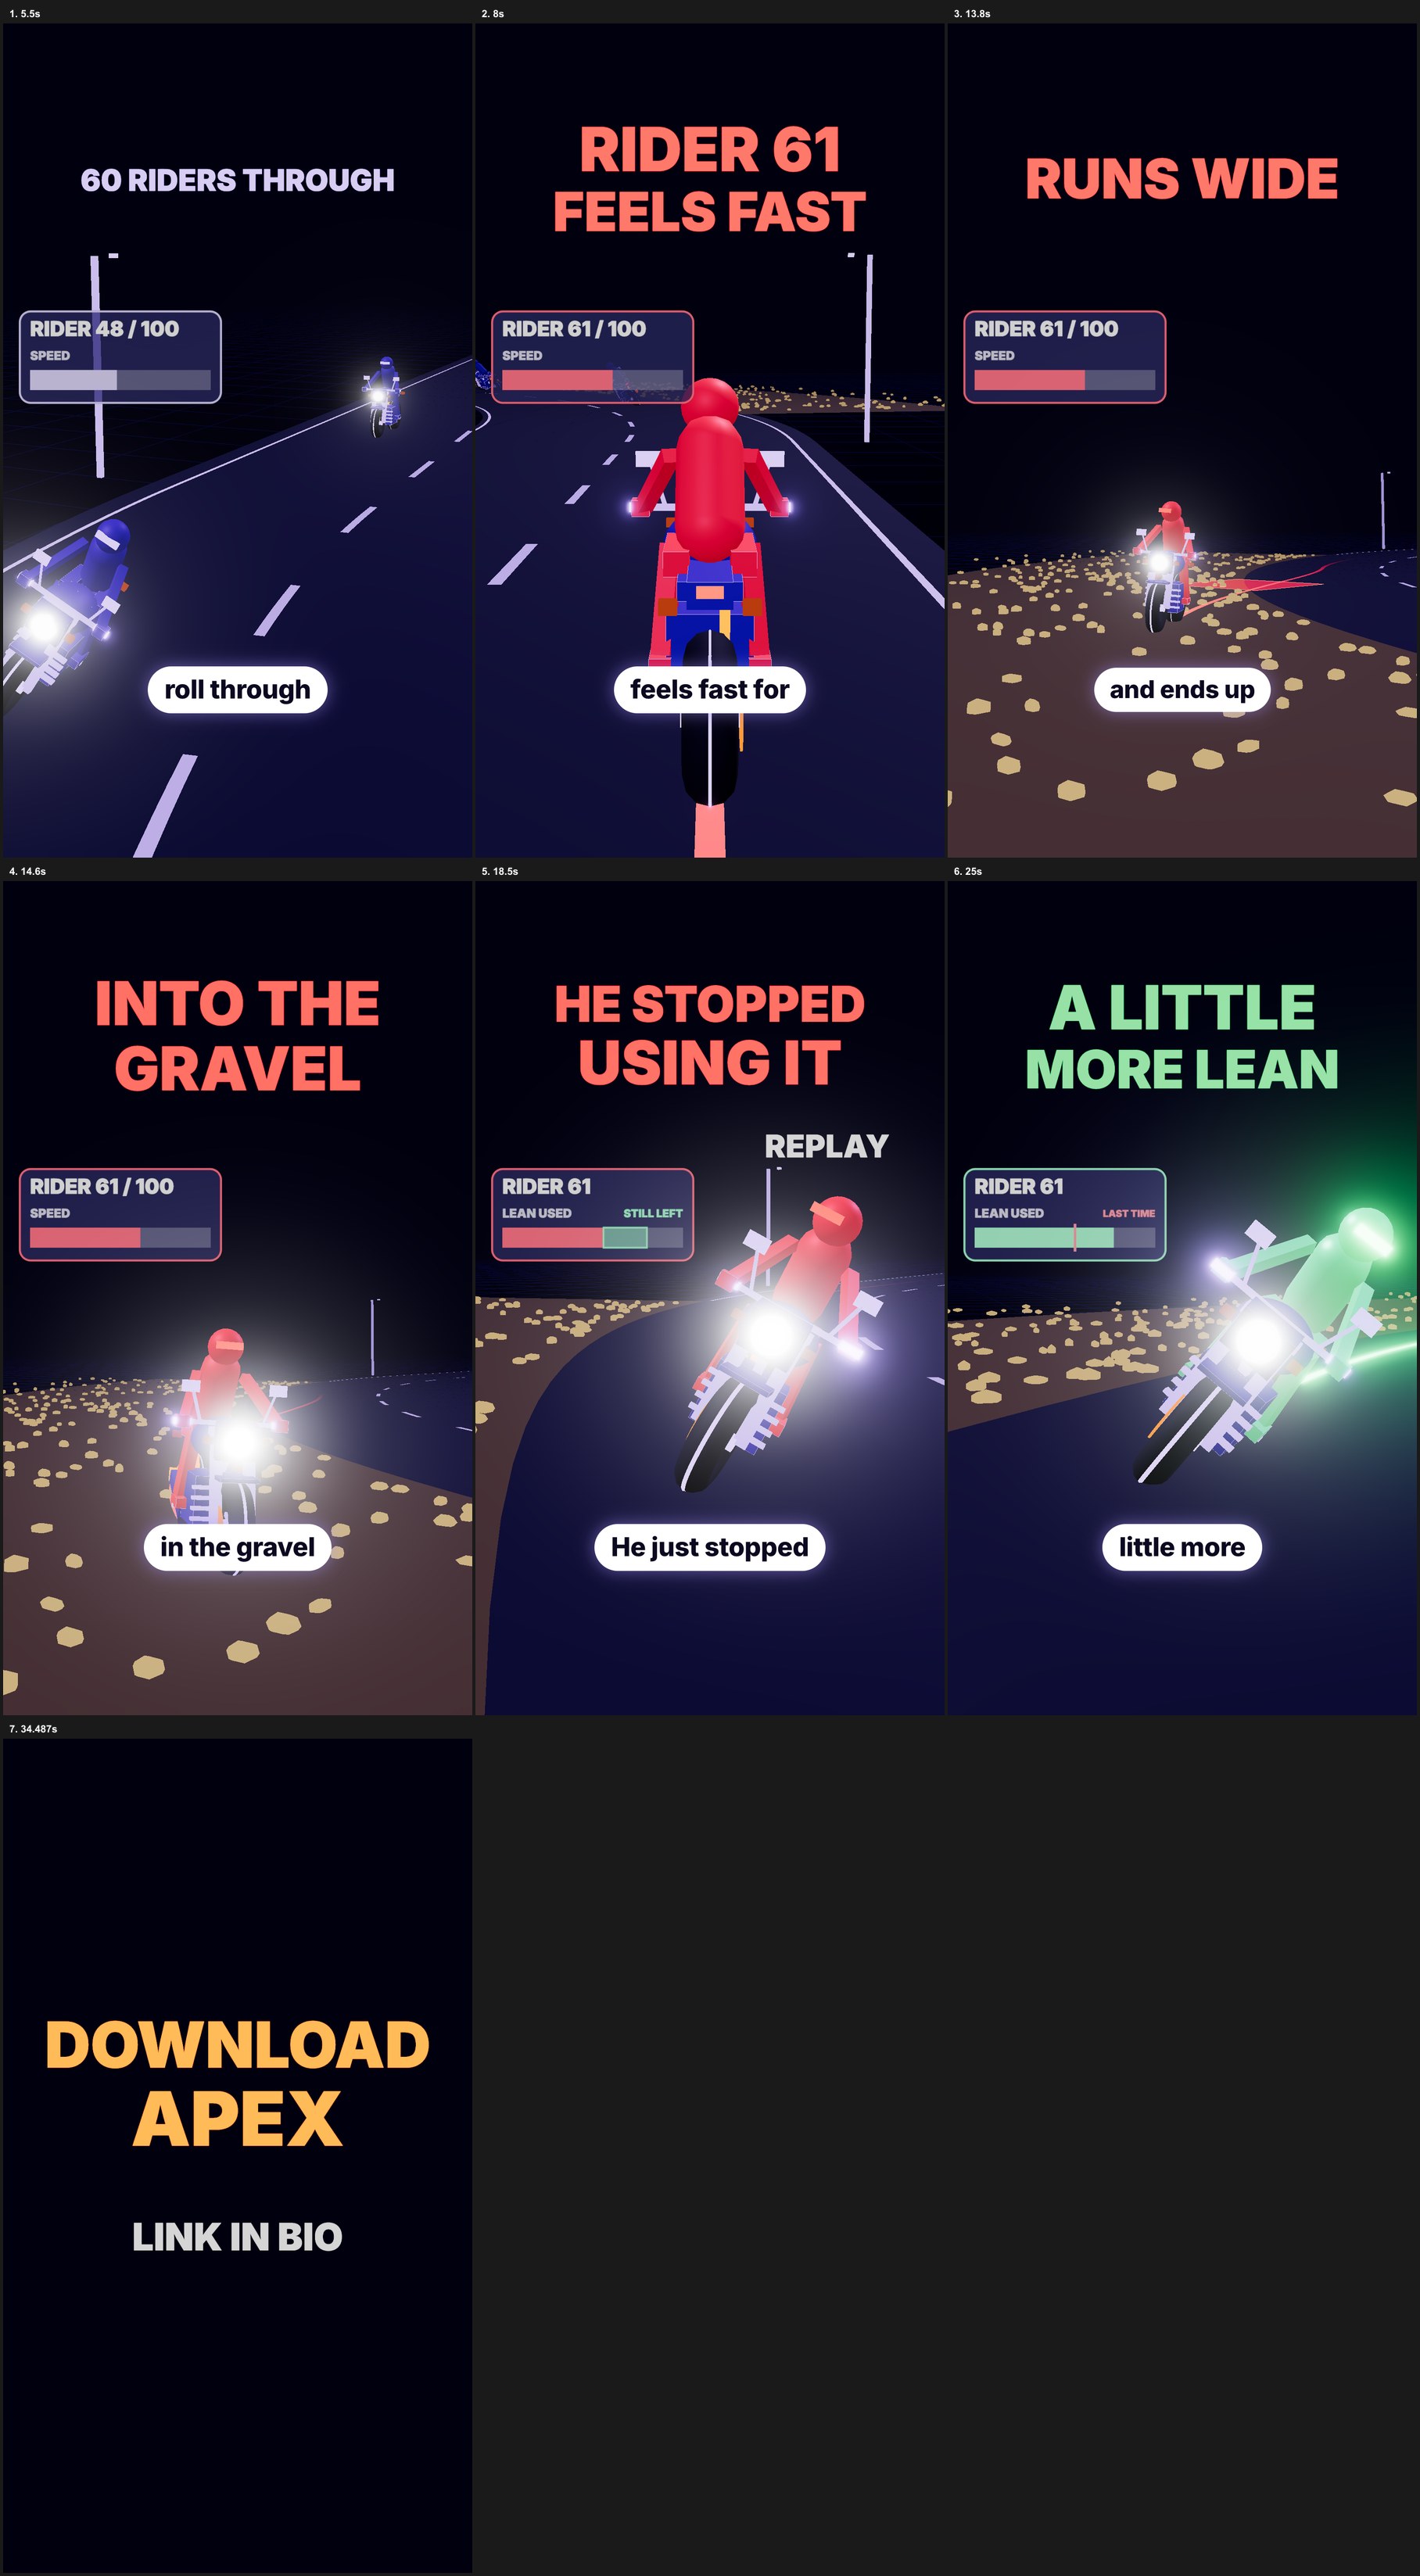 1. 5.5s
60 RIDERS THROUGH
RIDER 48 / 100
SPEED
roll through
2. 8s
RIDER 61
FEELS FAST
RIDER 61 / 100
SPEED
feels fast for
3. 13.8s
RUNS WIDE
RIDER 61 / 100
SPEED
and ends up
4. 14.6s
INTO THE
GRAVEL
RIDER 61 / 100
SPEED
in the gravel
5. 18.5s
HE STOPPED
USING IT
REPLAY
RIDER 61
LEAN USED STILL LEFT
He just stopped
6. 25s
A LITTLE
MORE LEAN
RIDER 61
LEAN USED LAST TIME
little more
7. 34.487s
DOWNLOAD
APEX
LINK IN BIO